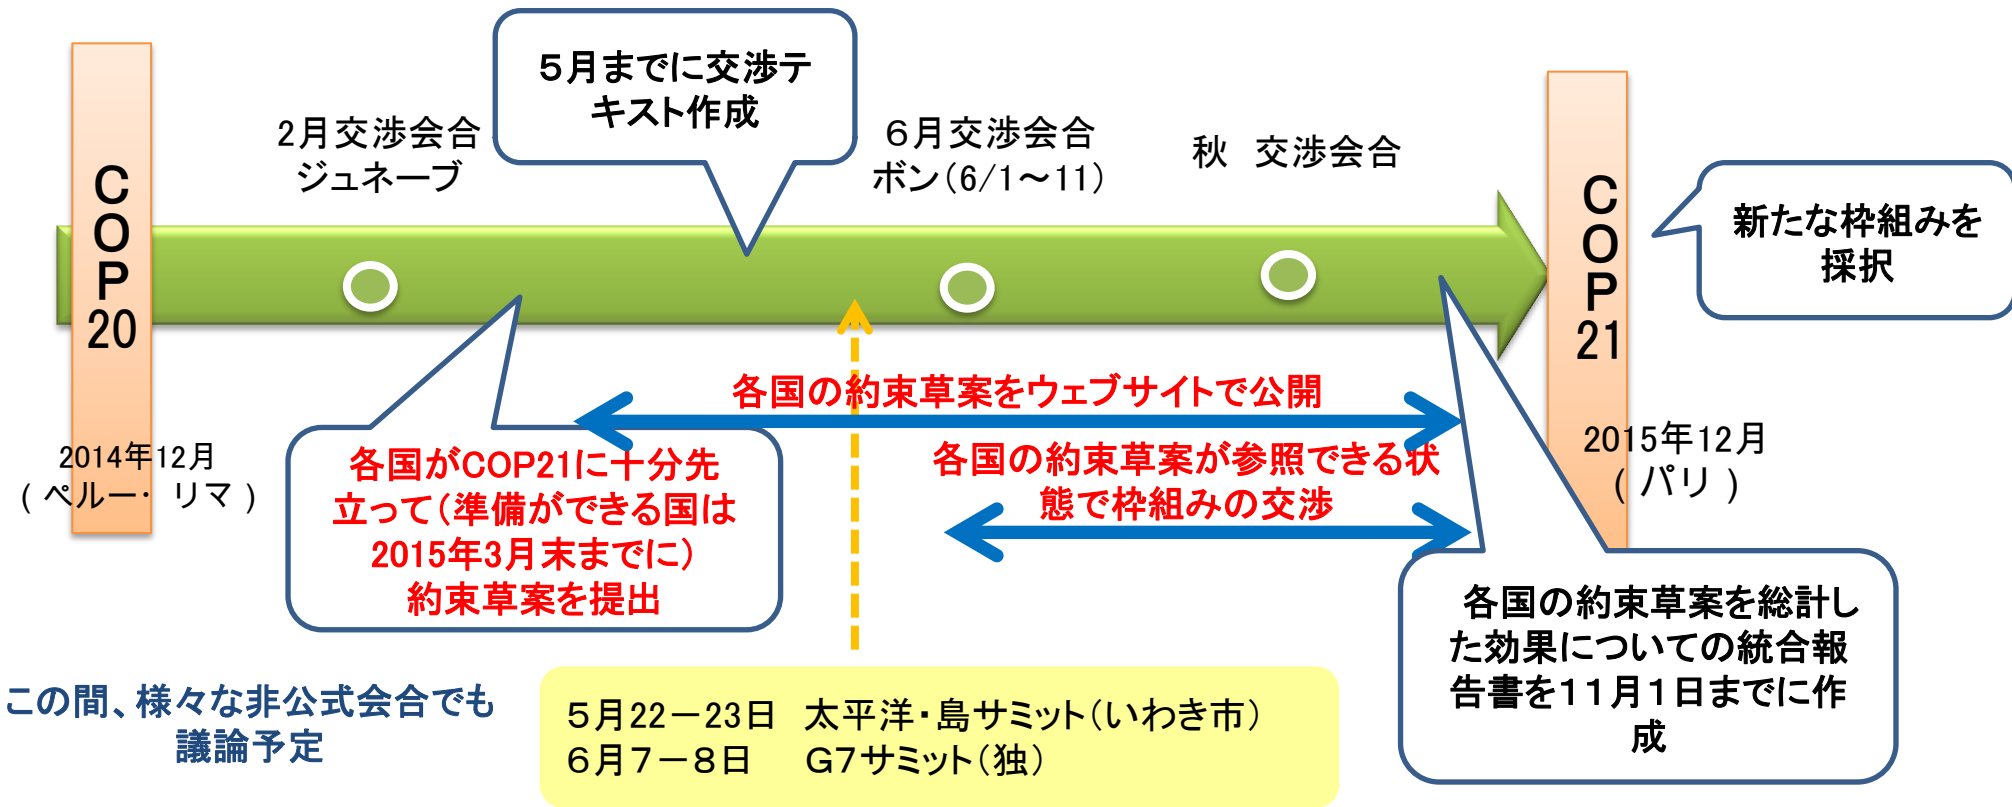 ５月までに交渉テ
キスト作成
2月交渉会合
ジュネーブ
６月交渉会合
ボン（6/1～11）
秋　交渉会合
C
O
P
20
C
O
P
21
新たな枠組みを
採択
2014年12月
( ペルー・ リマ )
2015年12月
( パリ )
各国の約束草案をウェブサイトで公開
各国の約束草案が参照できる状
態で枠組みの交渉
各国がCOP21に十分先
立って（準備ができる国は
2015年3月末までに）
約束草案を提出
各国の約束草案を総計し
た効果についての統合報
告書を１１月１日までに作
成
この間、様々な非公式会合でも
議論予定
５月22－23日　太平洋・島サミット（いわき市）
６月７－８日　G7サミット（独）